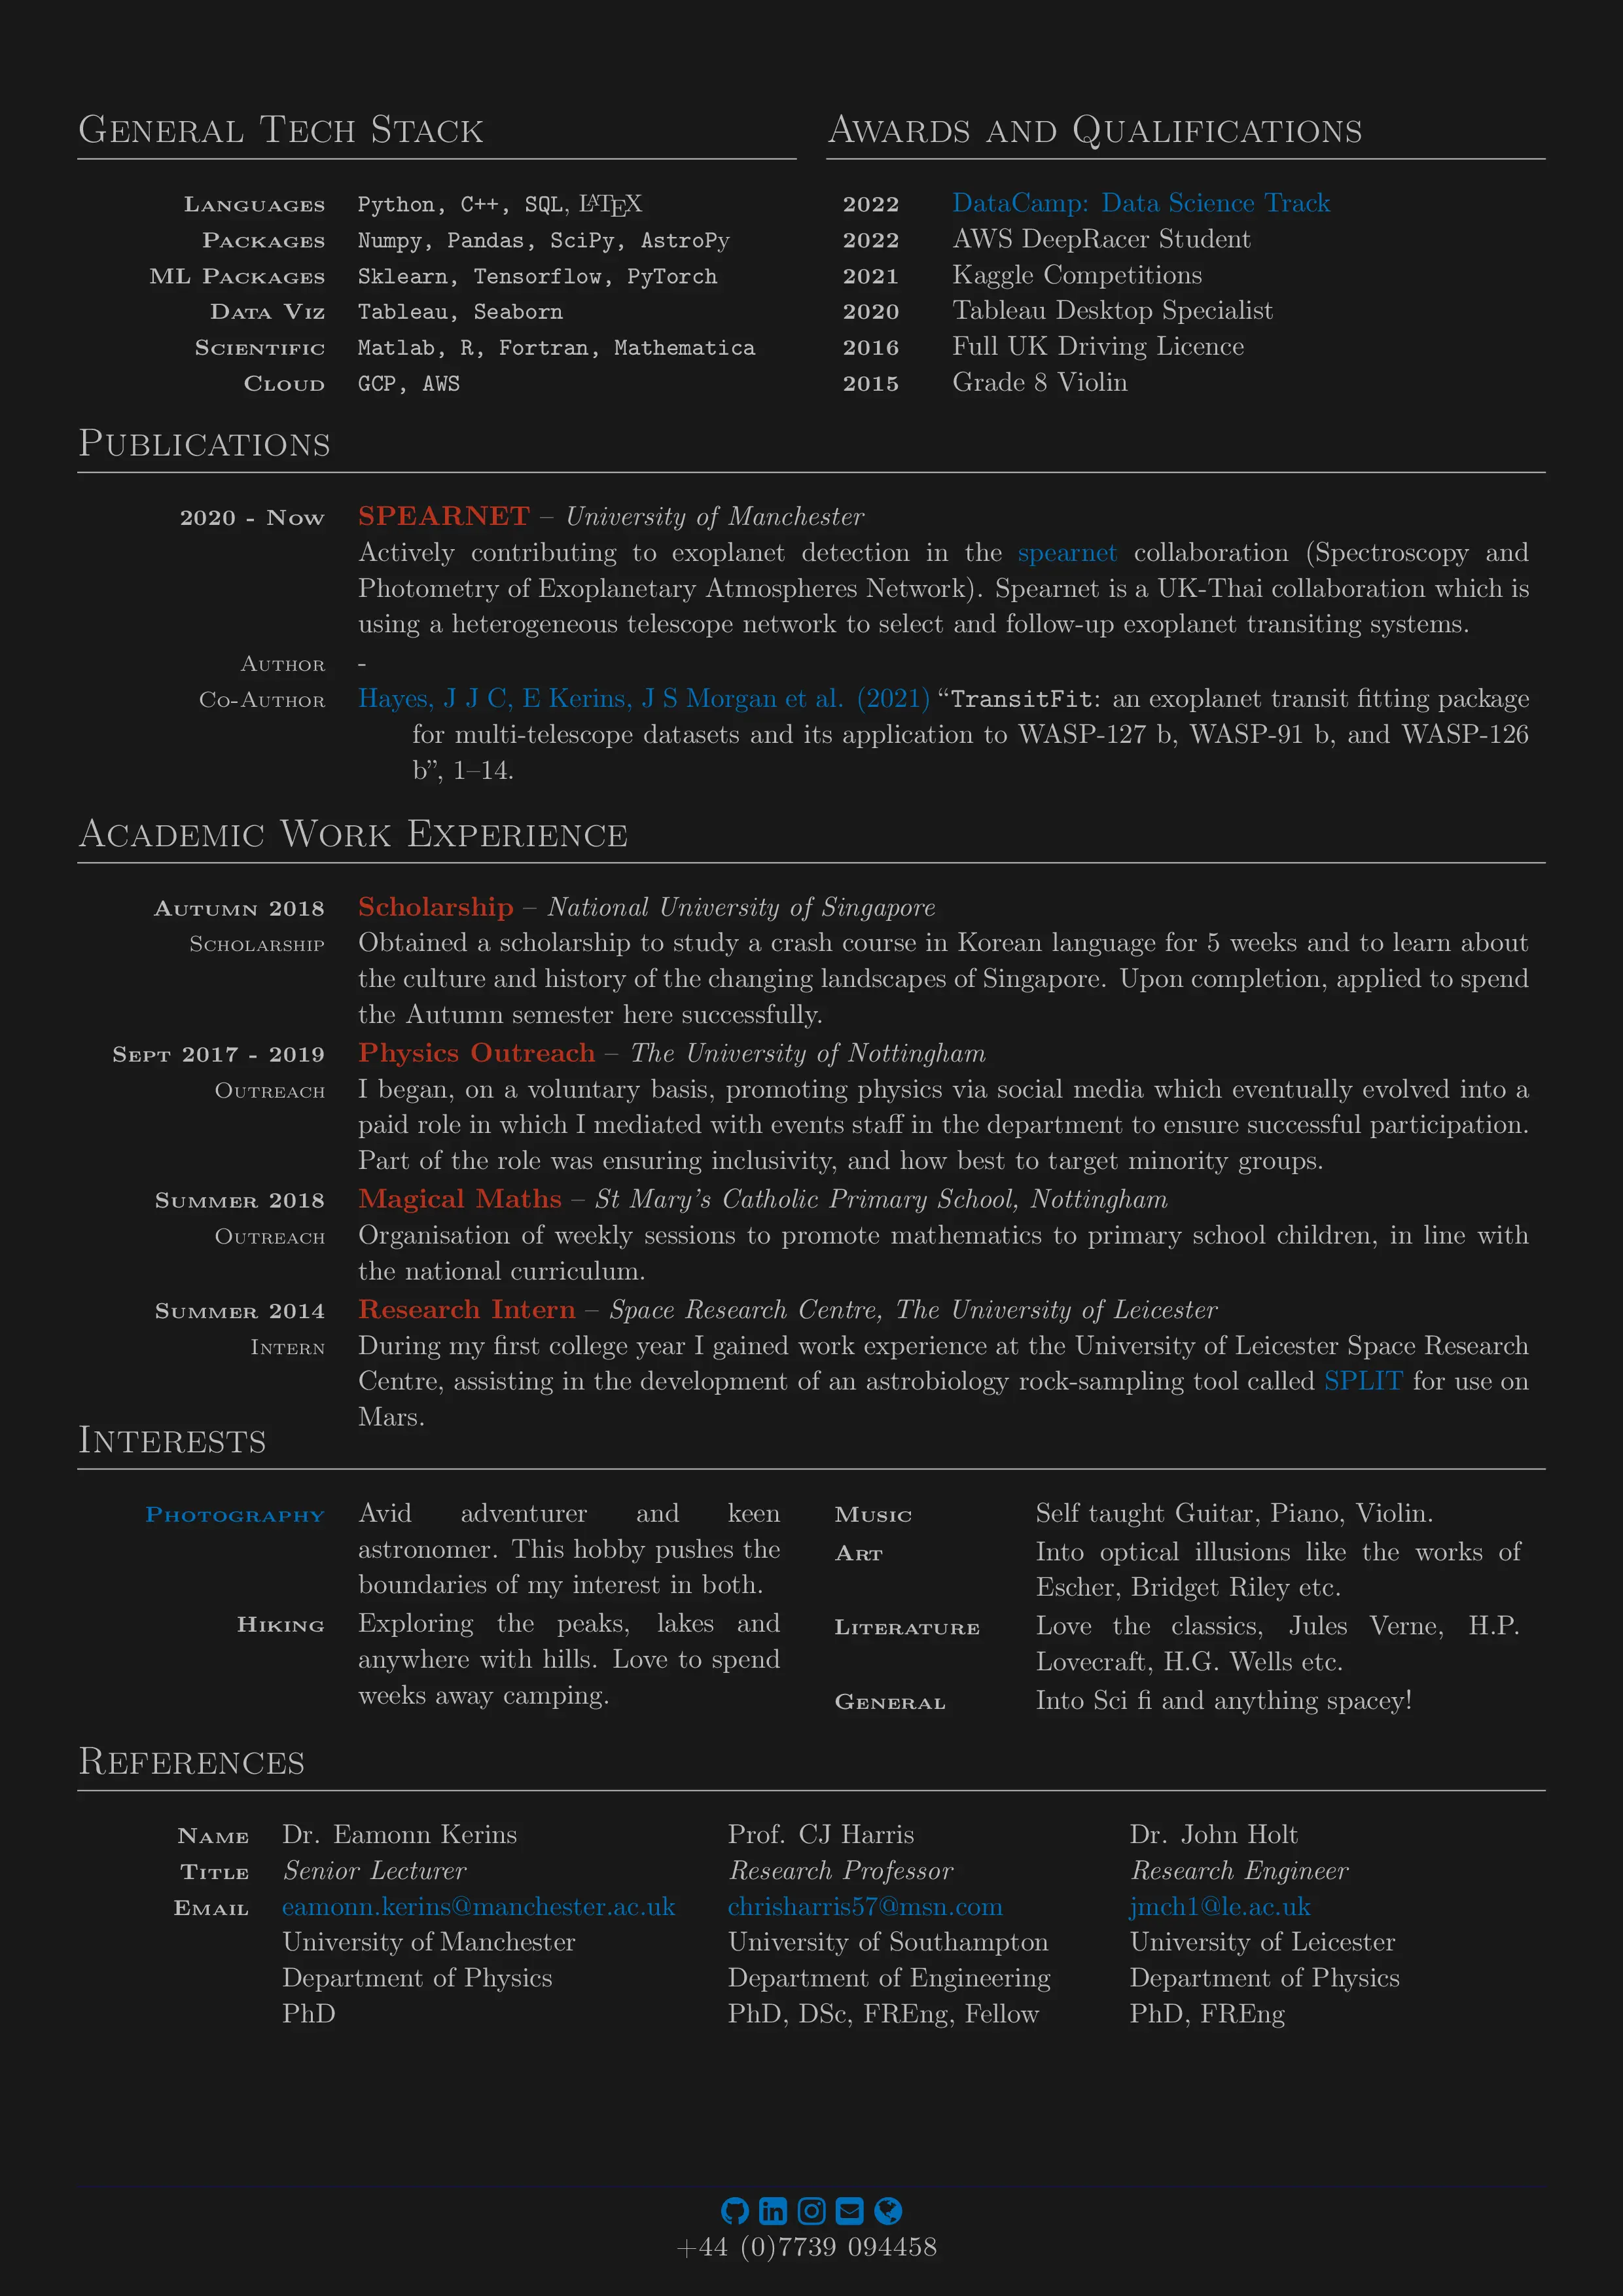 General Tech Stack
Languages Python, C++, SQL, LATEX
Packages Numpy, Pandas, SciPy, AstroPy
ML Packages Sklearn, Tensorflow, PyTorch
Data Viz Tableau, Seaborn
Scientific Matlab, R, Fortran, Mathematica
Cloud GCP, AWS
Awards and Qualifications
2022 DataCamp: Data Science Track
2022 AWS DeepRacer Student
2021 Kaggle Competitions
2020 Tableau Desktop Specialist
2016 Full UK Driving Licence
2015 Grade 8 Violin
Publications
2020 - Now SPEARNET – University of Manchester
Actively contributing to exoplanet detection in the spearnet collaboration (Spectroscopy and
Photometry of Exoplanetary Atmospheres Network). Spearnet is a UK-Thai collaboration which is
using a heterogeneous telescope network to select and follow-up exoplanet transiting systems.
Author -
Co-Author Hayes, J J C, E Kerins, J S Morgan et al. (2021) “TransitFit: an exoplanet transit fitting package
for multi-telescope datasets and its application to WASP-127 b, WASP-91 b, and WASP-126
b”, 1–14.
Academic Work Experience
Autumn 2018 Scholarship – National University of Singapore
Scholarship Obtained a scholarship to study a crash course in Korean language for 5 weeks and to learn about
the culture and history of the changing landscapes of Singapore. Upon completion, applied to spend
the Autumn semester here successfully.
Sept 2017 - 2019 Physics Outreach – The University of Nottingham
Outreach I began, on a voluntary basis, promoting physics via social media which eventually evolved into a
paid role in which I mediated with events staff in the department to ensure successful participation.
Part of the role was ensuring inclusivity, and how best to target minority groups.
Summer 2018 Magical Maths – St Mary’s Catholic Primary School, Nottingham
Outreach Organisation of weekly sessions to promote mathematics to primary school children, in line with
the national curriculum.
Summer 2014 Research Intern – Space Research Centre, The University of Leicester
Intern During my first college year I gained work experience at the University of Leicester Space Research
Centre, assisting in the development of an astrobiology rock-sampling tool called SPLIT for use on
Mars.
Interests
Photography Avid adventurer and keen
astronomer. This hobby pushes the
boundaries of my interest in both.
Hiking Exploring the peaks, lakes and
anywhere with hills. Love to spend
weeks away camping.
Music Self taught Guitar, Piano, Violin.
Art Into optical illusions like the works of
Escher, Bridget Riley etc.
Literature Love the classics, Jules Verne, H.P.
Lovecraft, H.G. Wells etc.
General Into Sci fi and anything spacey!
References
Name Dr. Eamonn Kerins Prof. CJ Harris Dr. John Holt
Title Senior Lecturer Research Professor Research Engineer
Email eamonn.kerins@manchester.ac.uk chrisharris57@msn.com jmch1@le.ac.uk
University of Manchester University of Southampton University of Leicester
Department of Physics Department of Engineering Department of Physics
PhD PhD, DSc, FREng, Fellow PhD, FREng
+44 (0)7739 094458